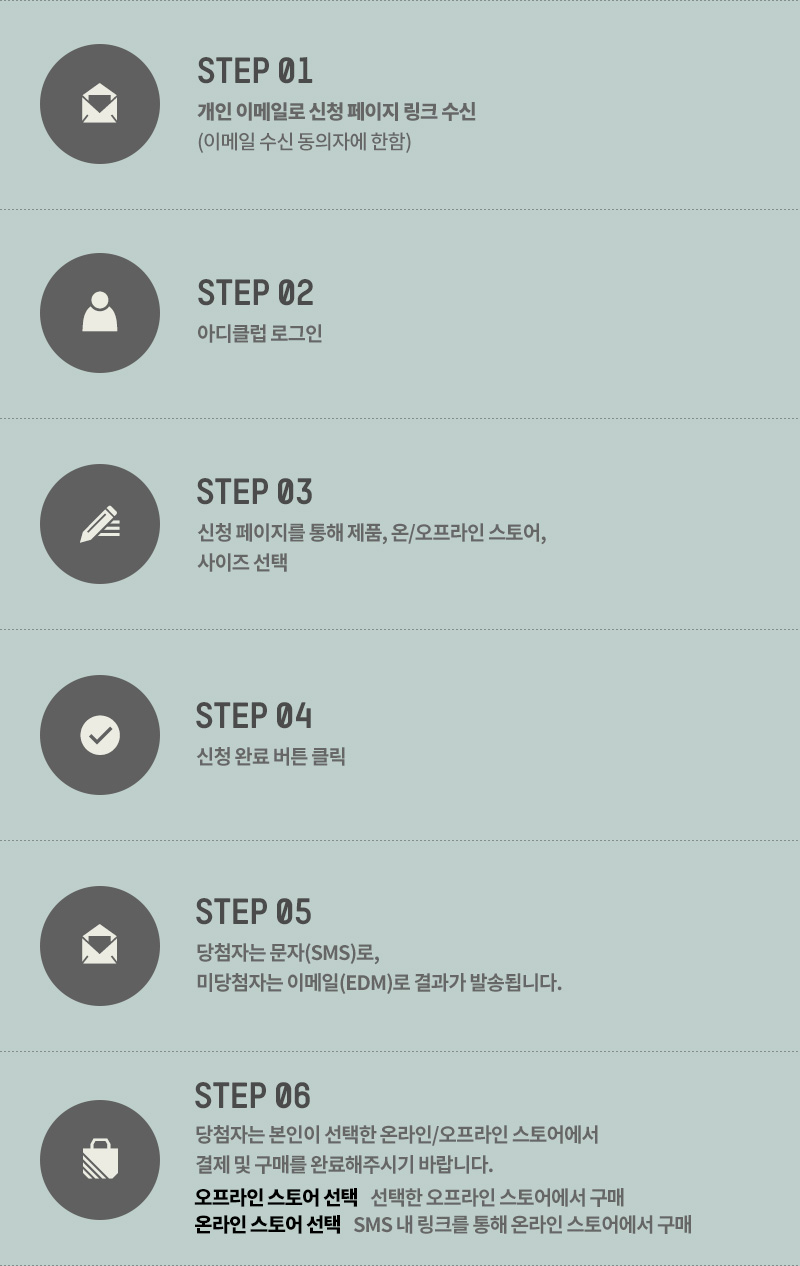 STEP 01
개인 이메일로 신청 페이지 링크 수신
(이메일 수신 동의자에 한함)
STEP 02
아디클럽 로그인
STEP 03
신청 페이지를 통해 제품, 온/오프라인 스토어,
사이즈 선택
STEP 04
신청 완료 버튼 클릭
STEP 05
당첨자는 문자(SMS)로,
미당첨자는 이메일(EDM)로 결과가 발송됩니다.
STEP 06
당첨자는 본인이 선택한 온라인/오프라인 스토어에서
결제 및 구매를 완료해주시기 바랍니다.
오프라인 스토어 선택 선택한 오프라인 스토어에서 구매
온라인 스토어 선택 SMS 내 링크를 통해 온라인 스토어에서 구매